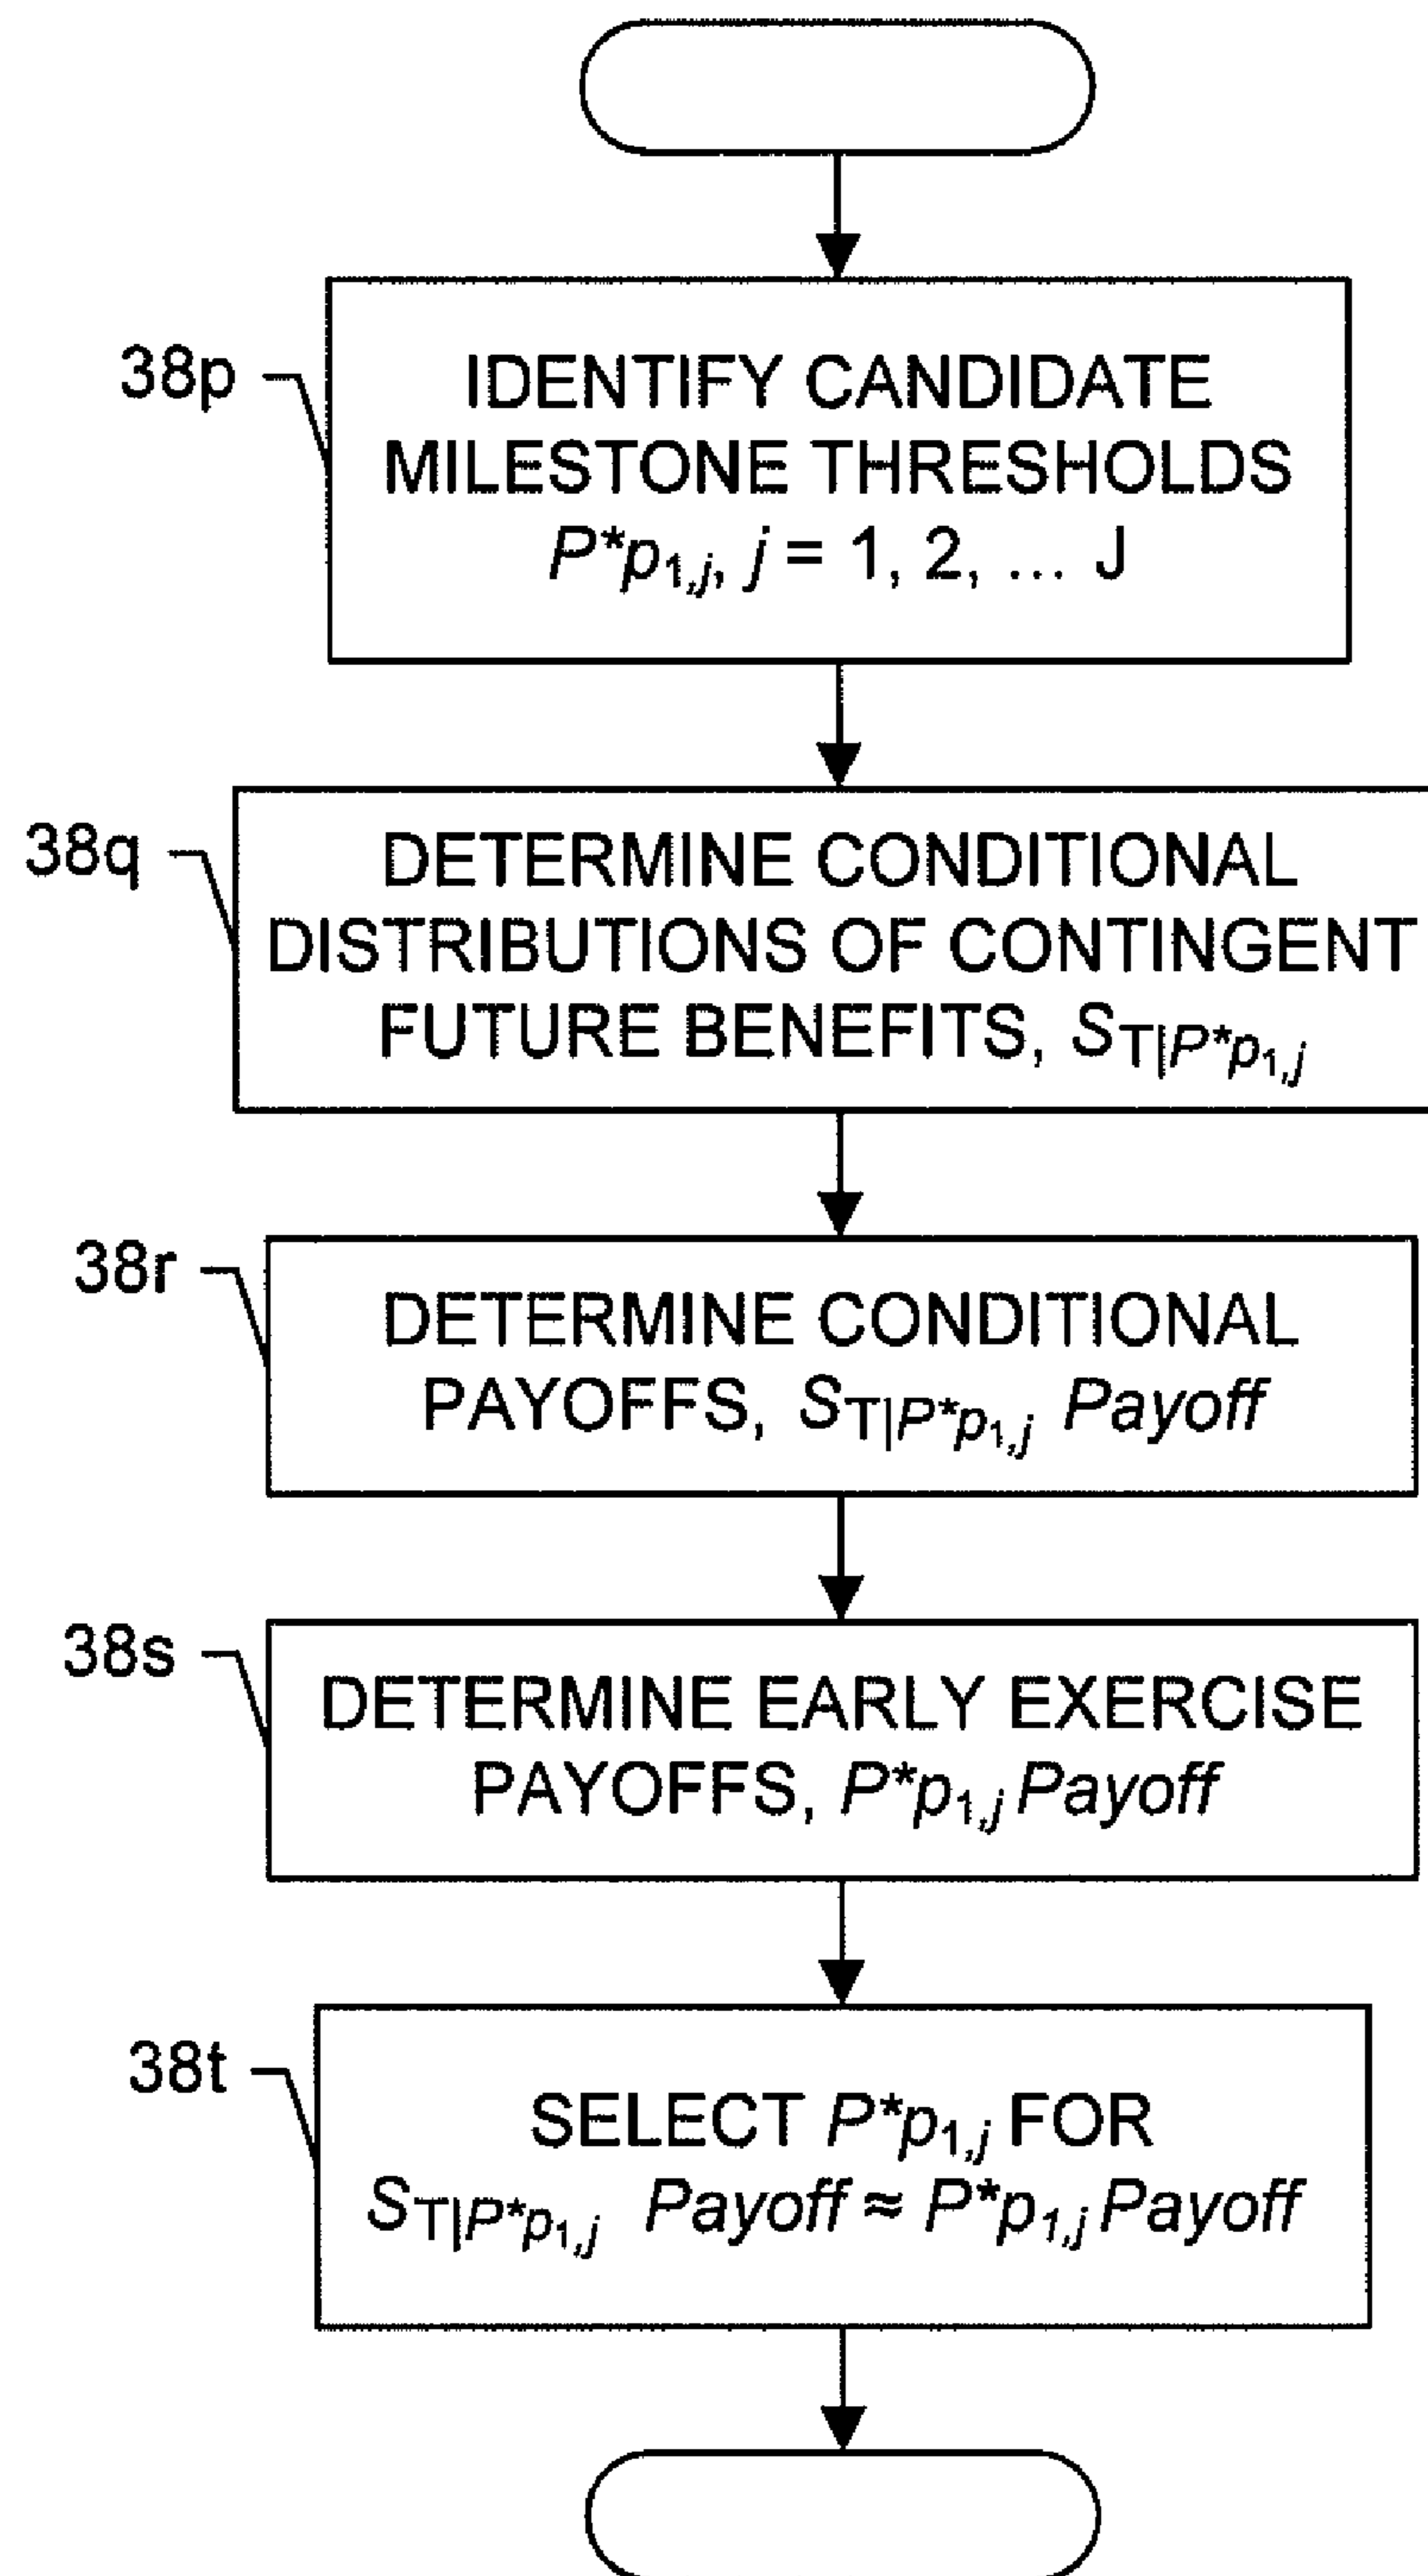 38p
IDENTIFY CANDIDATE
MILESTONE THRESHOLDS
P*p1,j, j = 1, 2, ... J
38q
DETERMINE CONDITIONAL
DISTRIBUTIONS OF CONTINGENT
FUTURE BENEFITS, ST|P*p1,j
38r
DETERMINE CONDITIONAL
PAYOFFS, ST|P*p1,j Payoff
38s
DETERMINE EARLY EXERCISE
PAYOFFS, P*p1,j Payoff
38t
SELECT P*p1,j FOR
ST|P*p1,j Payoff ≈ P*p1,j Payoff